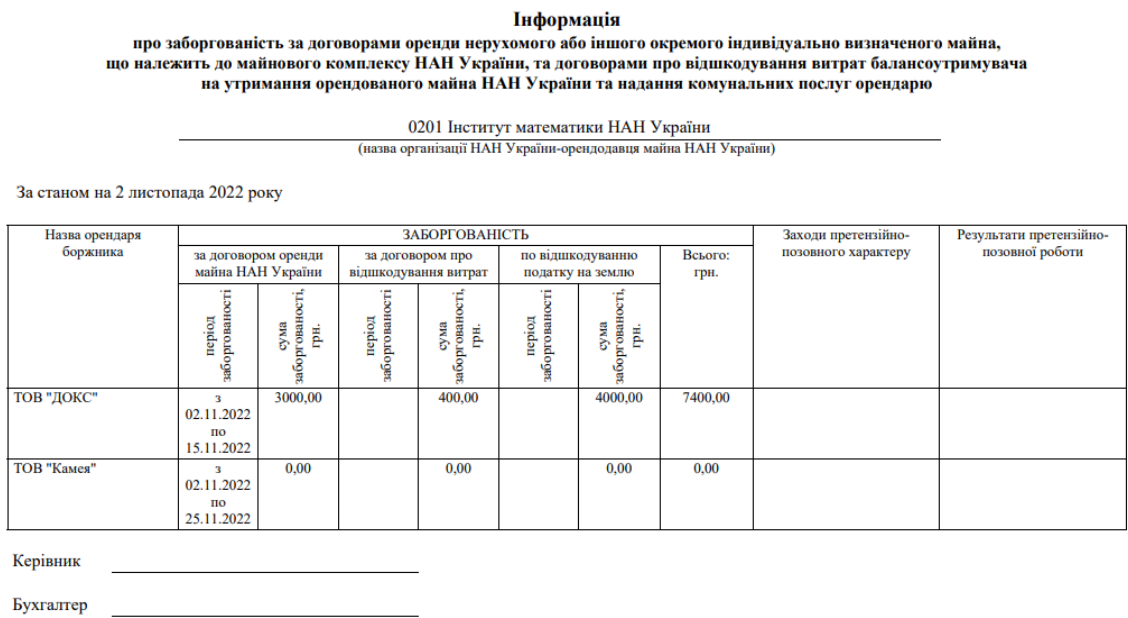 Інформація
про заборгованість за договорами оренди нерухомого або іншого окремого індивідуально визначеного майна,
що належить до майнового комплексу НАН України, та договорами про відшкодування витрат балансоутримувача
на утримання орендованого майна НАН України та надання комунальних послуг орендарю
0201 Інститут математики НАН України
(назва організації НАН України-орендодавця майна НАН України)
За станом на 2 листопада 2022 року
Назва орендаря
боржника
ЗАБОРГОВАНІСТЬ
за договором оренди
майна НАН України
за договором про
відшкодування витрат
по відшкодуванню
податку на землю
Всього:
грн.
Заходи претензійно-
позовного характеру
Результати претензійно-
позовної роботи
період
заборгованості
сума
заборгованості,
грн.
період
заборгованості
сума
заборгованості,
грн.
період
заборгованості
сума
заборгованості,
грн.
ТОВ "ДОКС"
з
02.11.2022
по
15.11.2022
3000,00
400,00
4000,00
7400,00
ТОВ "Камея"
з
02.11.2022
по
25.11.2022
0,00
0,00
0,00
0,00
Керівник
Бухгалтер